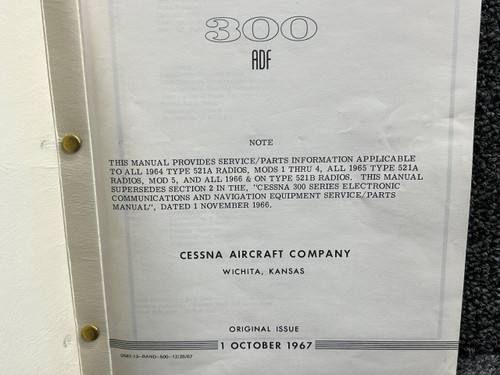 300
ADF
NOTE
THIS MANUAL PROVIDES SERVICE/PARTS INFORMATION APPLICABLE
TO ALL 1964 TYPE 521A RADIOS, MODS 1 THRU 4, ALL 1965 TYPE 521A
RADIOS, MOD 5, AND ALL 1966 & ON TYPE 521B RADIOS. THIS MANUAL
SUPERSEDES SECTION 2 IN THE, "CESSNA 300 SERIES ELECTRONIC
COMMUNICATIONS AND NAVIGATION EQUIPMENT SERVICE/PARTS
MANUAL", DATED 1 NOVEMBER 1966.
CESSNA AIRCRAFT COMPANY
WICHITA, KANSAS
ORIGINAL ISSUE
1 OCTOBER 1967